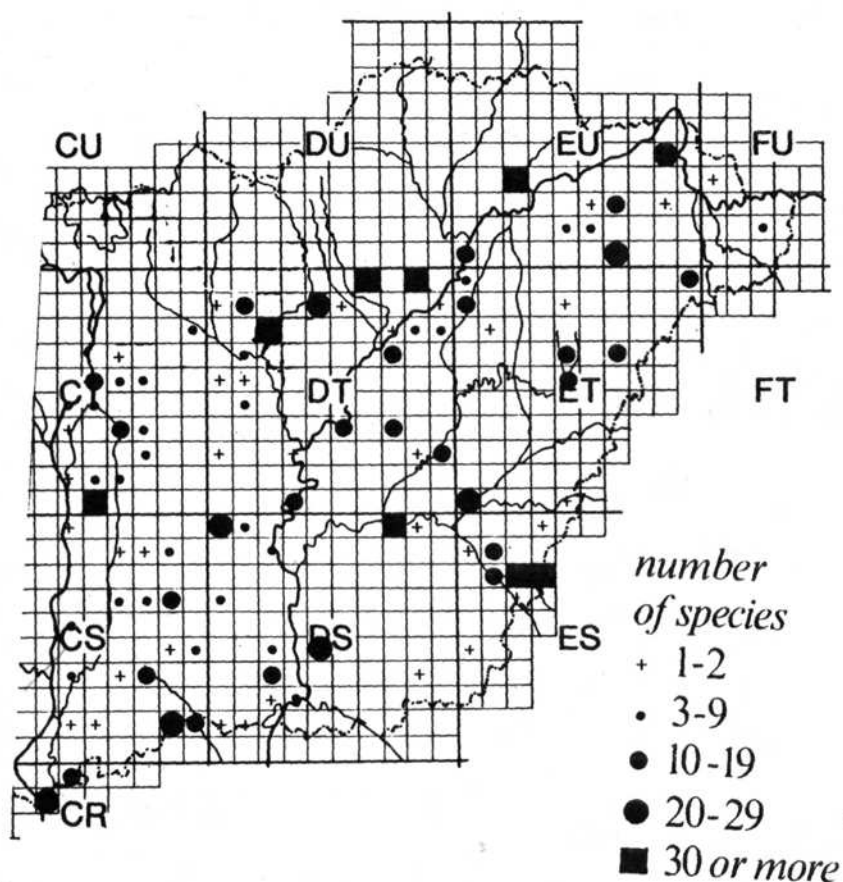 CU DU EU FU
C DT ET FT
CS DS ES
CR
number
of species
+ 1-2
• 3-9
● 10-19
● 20-29
■ 30 or more